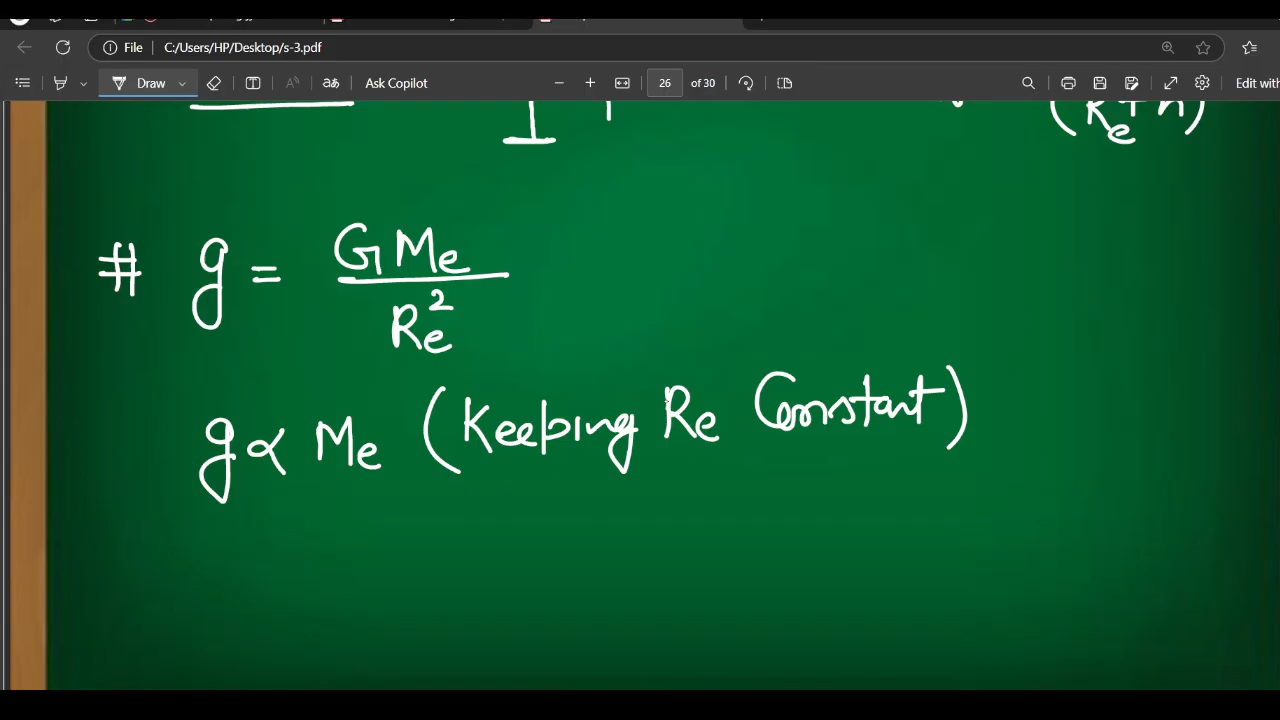 File C:/Users/HP/Desktop/s-3.pdf
Draw Ask Copilot 26 of 30 Edit with
(Re+h)
# g = GMe
Re²
g ∝ Me (Keeping Re Constant)